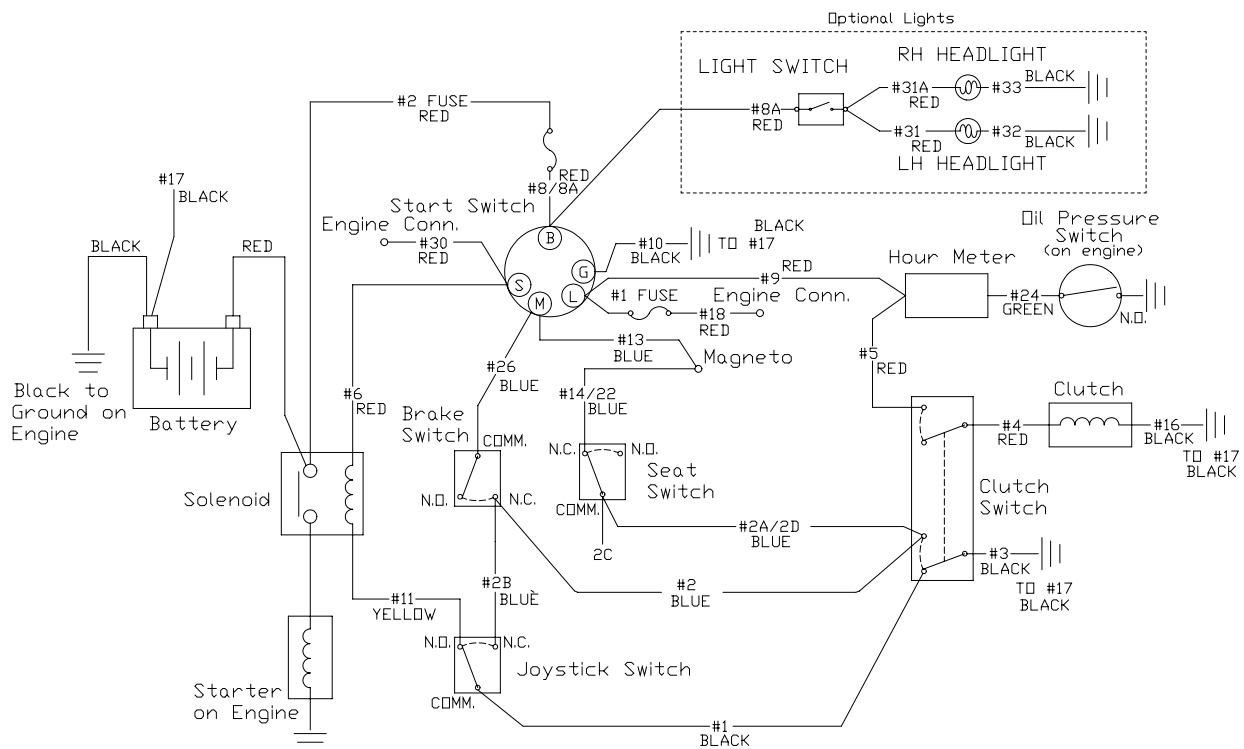 Optional Lights
RH HEADLIGHT
LIGHT SWITCH
BLACK
#31A
RED
#33
#8A
RED
#31
RED
#32
BLACK
LH HEADLIGHT
#2 FUSE
RED
RED
#8/8A
#17
BLACK
Start Switch
Engine Conn.
#30
RED
B
G
S
M
L
BLACK
#10
BLACK
TO #17
Oil Pressure
Switch
(on engine)
BLACK
RED
#9
RED
Hour Meter
#1 FUSE
Engine Conn.
#18
RED
#24
GREEN
N.O.
#13
BLUE
Magneto
#26
BLUE
#5
RED
Black to
Ground on
Engine
Battery
#6
RED
#14/22
BLUE
Clutch
Brake
Switch
COMM.
#4
RED
#16
BLACK
TO #17
BLACK
N.C.
N.O.
Seat
Switch
COMM.
Solenoid
N.O.
N.C.
Clutch
Switch
#2A/2D
BLUE
2C
#3
BLACK
TO #17
BLACK
#2B
BLUE
#2
BLUE
#11
YELLOW
N.O.
N.C.
Joystick Switch
COMM.
Starter
on Engine
#1
BLACK